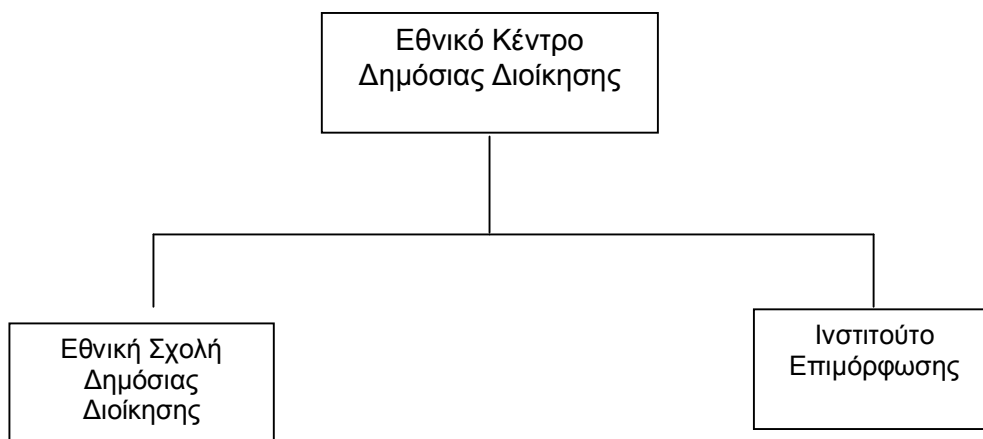 Εθνικό Κέντρο
Δημόσιας Διοίκησης
Εθνική Σχολή
Δημόσιας
Διοίκησης
Ινστιτούτο
Επιμόρφωσης